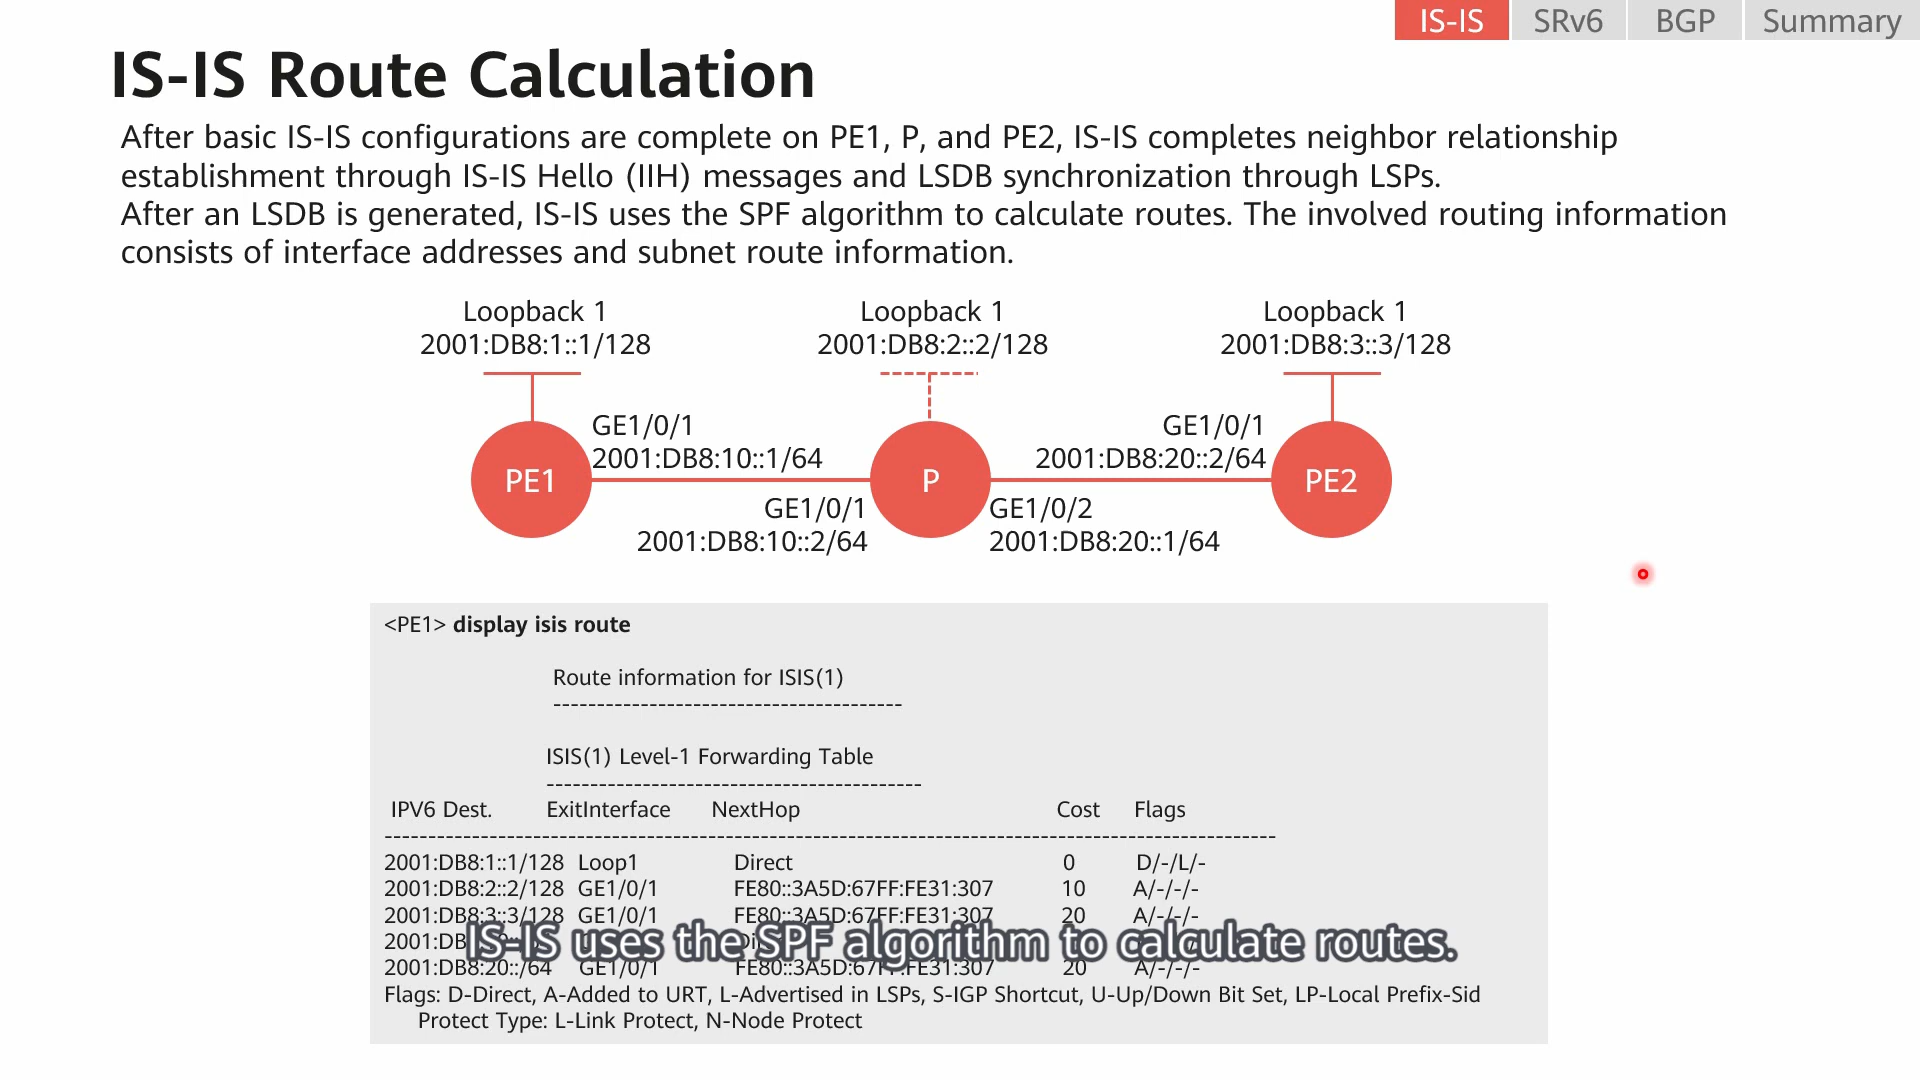 IS-IS SRv6 BGP Summary
IS-IS Route Calculation
After basic IS-IS configurations are complete on PE1, P, and PE2, IS-IS completes neighbor relationship
establishment through IS-IS Hello (IIH) messages and LSDB synchronization through LSPs.
After an LSDB is generated, IS-IS uses the SPF algorithm to calculate routes. The involved routing information
consists of interface addresses and subnet route information.
Loopback 1 Loopback 1 Loopback 1
2001:DB8:1::1/128 2001:DB8:2::2/128 2001:DB8:3::3/128
GE1/0/1 GE1/0/1
2001:DB8:10::1/64 2001:DB8:20::2/64
PE1 P PE2
GE1/0/1 GE1/0/2
2001:DB8:10::2/64 2001:DB8:20::1/64
<PE1> display isis route
Route information for ISIS(1)
----------------------------------------
ISIS(1) Level-1 Forwarding Table
-------------------------------------------
IPV6 Dest. ExitInterface NextHop Cost Flags
-------------------------------------------------------------------------------------------------------
2001:DB8:1::1/128 Loop1 Direct 0 D/-/L/-
2001:DB8:2::2/128 GE1/0/1 FE80::3A5D:67FF:FE31:307 10 A/-/-/-
2001:DB8:3::3/128 GE1/0/1 FE80::3A5D:67FF:FE31:307 20 A/-/-/-
IS-IS uses the SPF algorithm to calculate routes.
2001:DB8:20::/64 GE1/0/1 FE80::3A5D:67FF:FE31:307 20 A/-/-/-
Flags: D-Direct, A-Added to URT, L-Advertised in LSPs, S-IGP Shortcut, U-Up/Down Bit Set, LP-Local Prefix-Sid
Protect Type: L-Link Protect, N-Node Protect